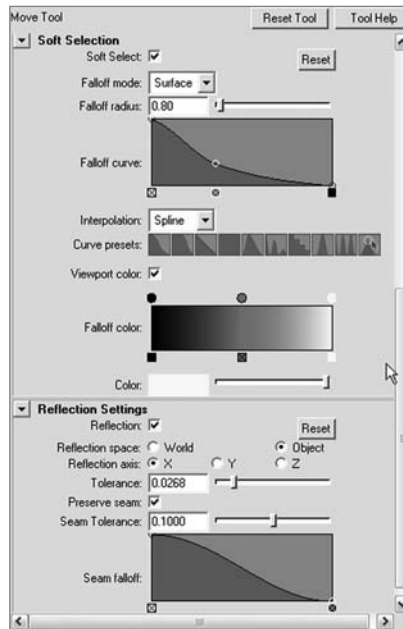 Move Tool Reset Tool Tool Help
Soft Selection
Soft Select: Reset
Falloff mode: Surface
Falloff radius: 0.80
Falloff curve:
Interpolation: Spline
Curve presets:
Viewport color:
Falloff color:
Color:
Reflection Settings
Reflection: Reset
Reflection space: World Object
Reflection axis: X Y Z
Tolerance: 0.0268
Preserve seam:
Seam Tolerance: 0.1000
Seam falloff: